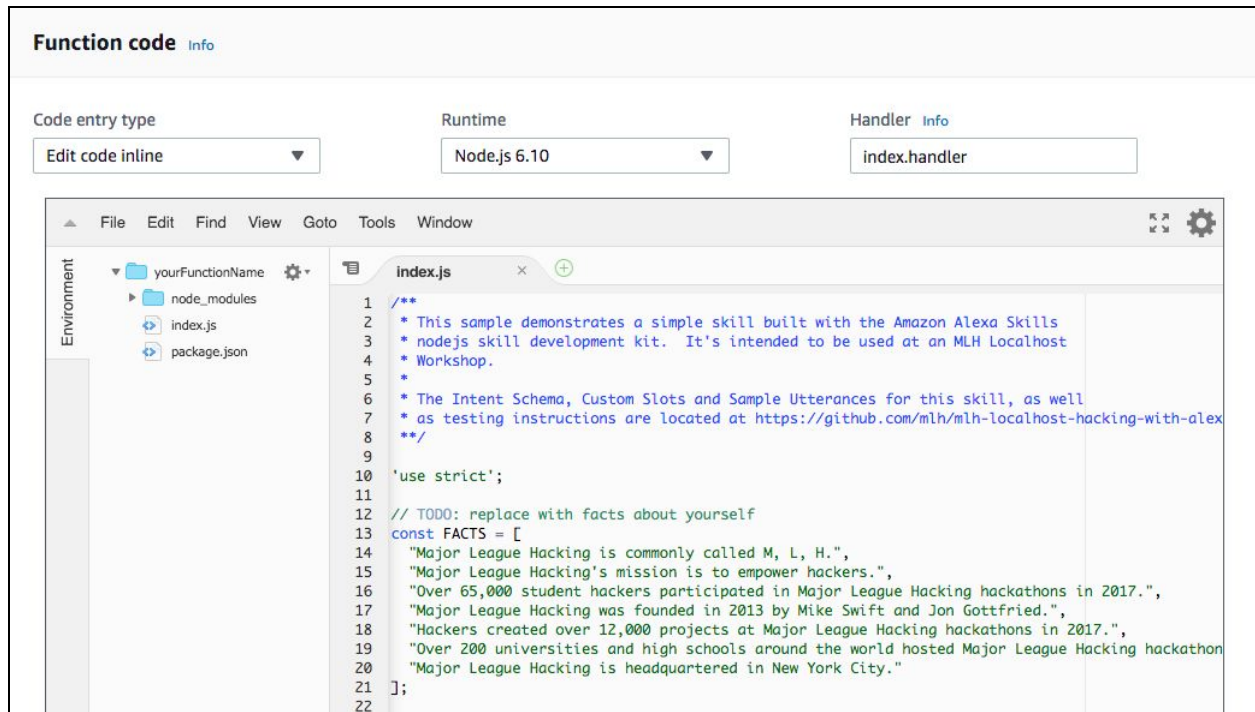 Function code Info
Code entry type Runtime Handler Info
Edit code inline Node.js 6.10 index.handler
File Edit Find View Goto Tools Window
Environment
yourFunctionName
node_modules
index.js
package.json
index.js
1 /**
2 * This sample demonstrates a simple skill built with the Amazon Alexa Skills
3 * nodejs skill development kit. It's intended to be used at an MLH Localhost
4 * Workshop.
5 *
6 * The Intent Schema, Custom Slots and Sample Utterances for this skill, as well
7 * as testing instructions are located at https://github.com/mlh/mlh-localhost-hacking-with-alex
8 **/
9
10 'use strict';
11
12 // TODO: replace with facts about yourself
13 const FACTS = [
14 "Major League Hacking is commonly called M, L, H.",
15 "Major League Hacking's mission is to empower hackers.",
16 "Over 65,000 student hackers participated in Major League Hacking hackathons in 2017.",
17 "Major League Hacking was founded in 2013 by Mike Swift and Jon Gottfried.",
18 "Hackers created over 12,000 projects at Major League Hacking hackathons in 2017.",
19 "Over 200 universities and high schools around the world hosted Major League Hacking hackathon
20 "Major League Hacking is headquartered in New York City."
21 ];
22